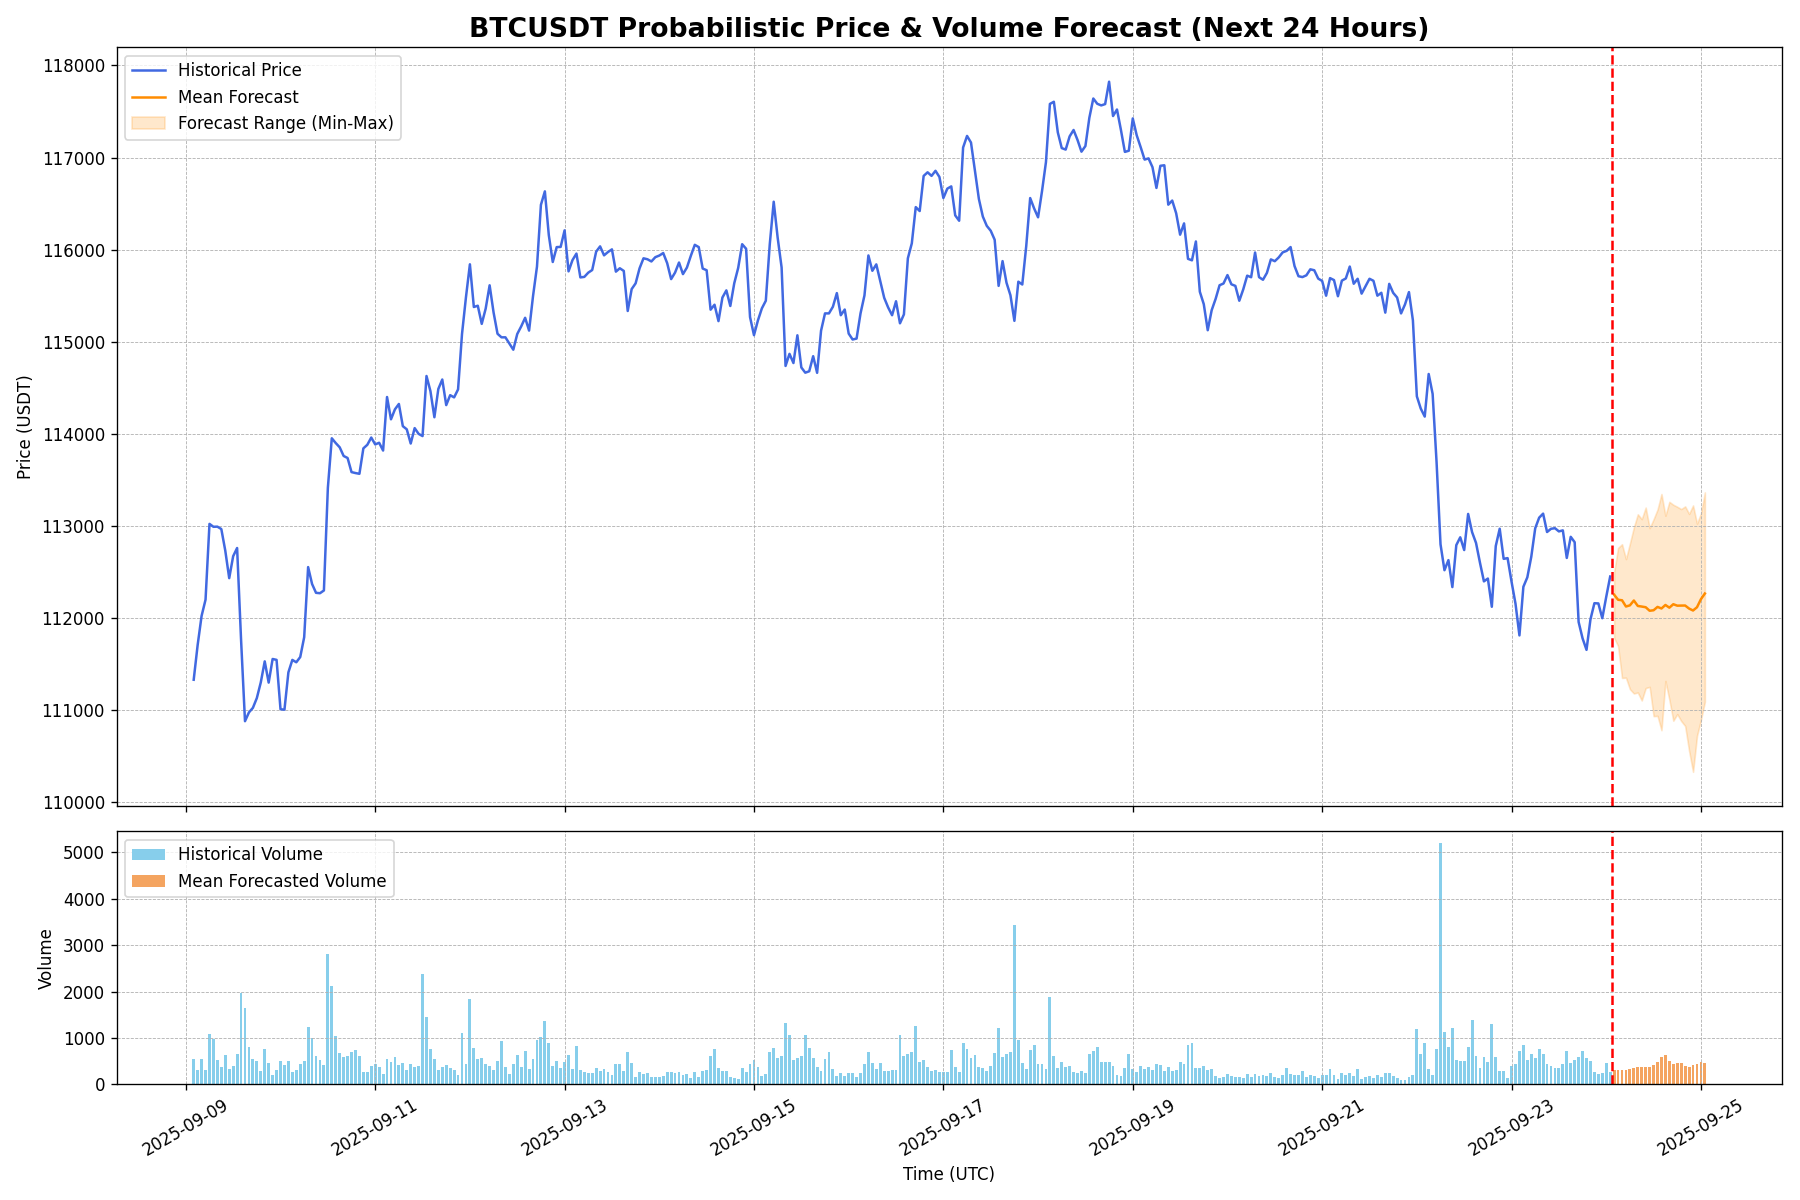 BTCUSDT Probabilistic Price & Volume Forecast (Next 24 Hours)
Historical Price
Mean Forecast
Forecast Range (Min-Max)
118000
117000
116000
115000
114000
113000
112000
111000
110000
Price (USDT)
Historical Volume
Mean Forecasted Volume
5000
4000
3000
2000
1000
0
Volume
2025-09-09
2025-09-11
2025-09-13
2025-09-15
2025-09-17
2025-09-19
2025-09-21
2025-09-23
2025-09-25
Time (UTC)